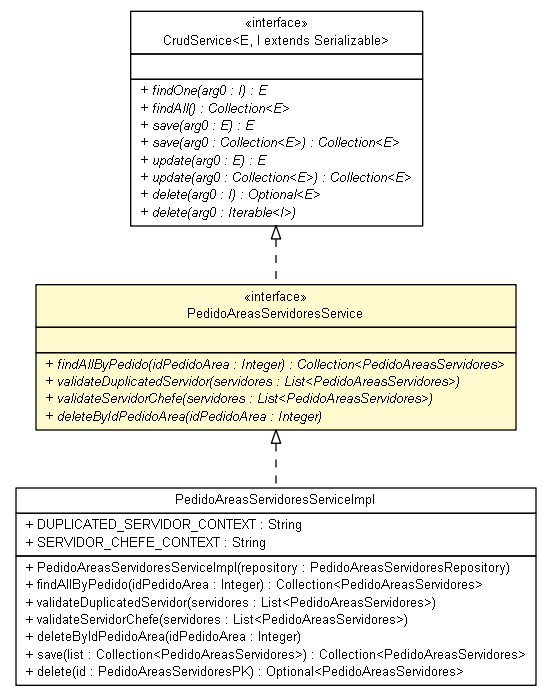 «interface»
CrudService<E, I extends Serializable>
+ findOne(arg0 : I) : E
+ findAll() : Collection<E>
+ save(arg0 : E) : E
+ save(arg0 : Collection<E>) : Collection<E>
+ update(arg0 : E) : E
+ update(arg0 : Collection<E>) : Collection<E>
+ delete(arg0 : I) : Optional<E>
+ delete(arg0 : Iterable<I>)
«interface»
PedidoAreasServidoresService
+ findAllByPedido(idPedidoArea : Integer) : Collection<PedidoAreasServidores>
+ validateDuplicatedServidor(servidores : List<PedidoAreasServidores>)
+ validateServidorChefe(servidores : List<PedidoAreasServidores>)
+ deleteByIdPedidoArea(idPedidoArea : Integer)
PedidoAreasServidoresServiceImpl
+ DUPLICATED_SERVIDOR_CONTEXT : String
+ SERVIDOR_CHEFE_CONTEXT : String
+ PedidoAreasServidoresServiceImpl(repository : PedidoAreasServidoresRepository)
+ findAllByPedido(idPedidoArea : Integer) : Collection<PedidoAreasServidores>
+ validateDuplicatedServidor(servidores : List<PedidoAreasServidores>)
+ validateServidorChefe(servidores : List<PedidoAreasServidores>)
+ deleteByIdPedidoArea(idPedidoArea : Integer)
+ save(list : Collection<PedidoAreasServidores>) : Collection<PedidoAreasServidores>
+ delete(id : PedidoAreasServidoresPK) : Optional<PedidoAreasServidores>